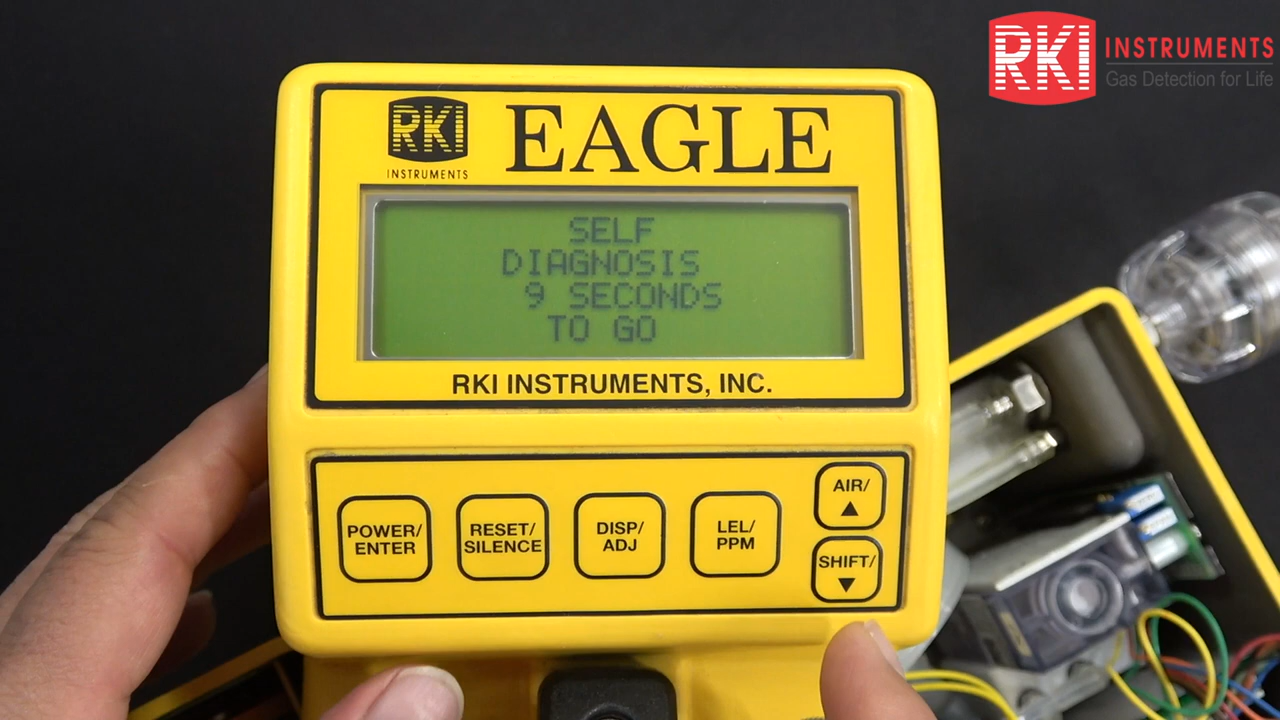 RKI INSTRUMENTS
Gas Detection for Life
RKI
INSTRUMENTS
EAGLE
SELF
DIAGNOSIS
9 SECONDS
TO GO
RKI INSTRUMENTS, INC.
POWER/
ENTER
RESET/
SILENCE
DISP/
ADJ
LEL/
PPM
AIR/
▲
SHIFT/
▼